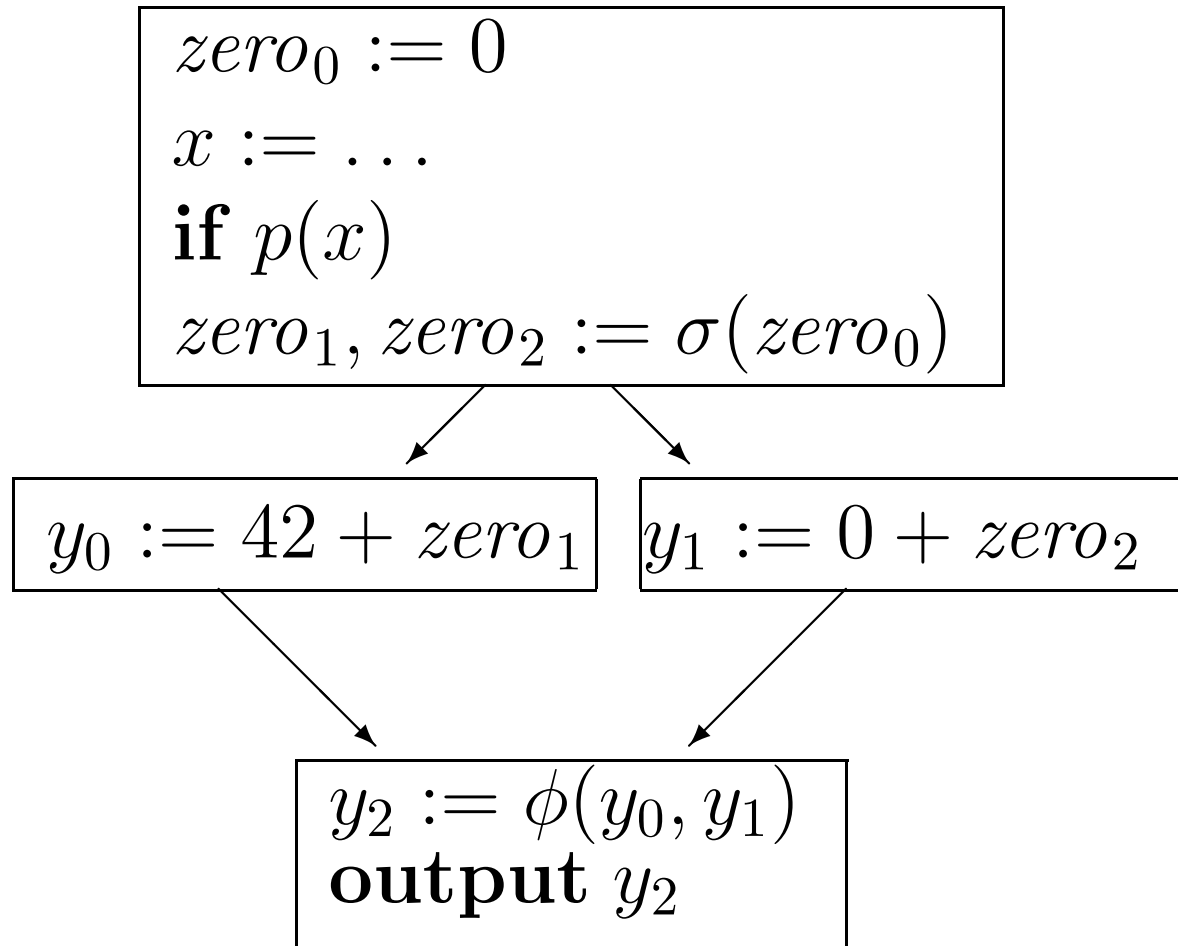 zero₀ := 0
x := …
if p(x)
zero₁, zero₂ := σ(zero₀)
y₀ := 42 + zero₁
y₁ := 0 + zero₂
y₂ := ϕ(y₀, y₁)
output y₂